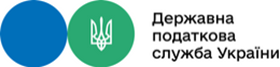 Державна
податкова
служба України